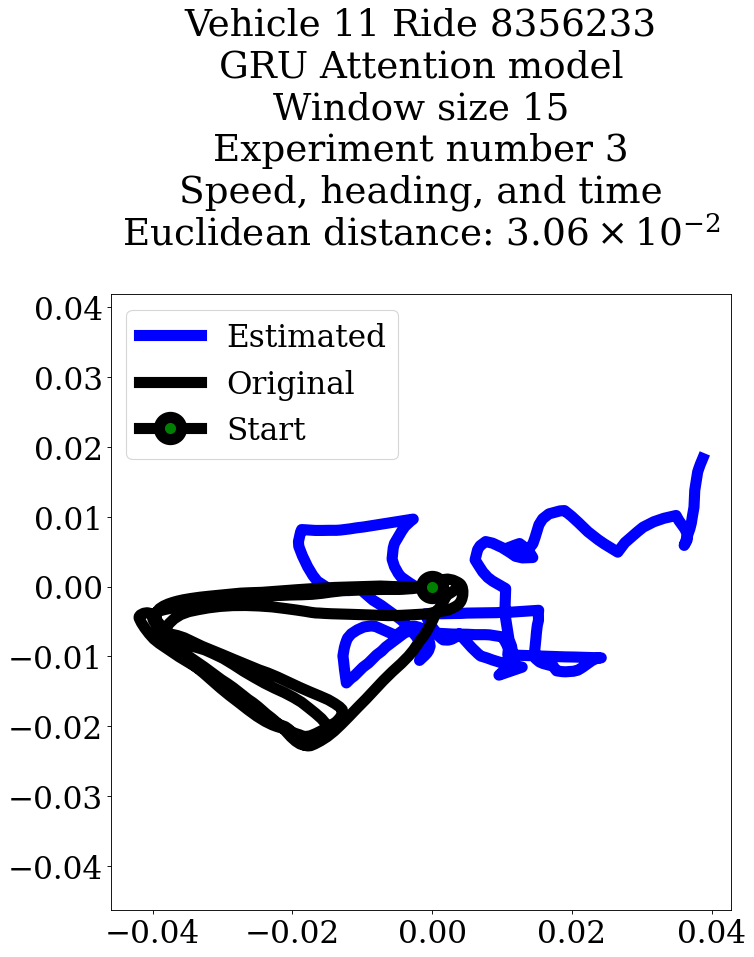 Vehicle 11 Ride 8356233
GRU Attention model
Window size 15
Experiment number 3
Speed, heading, and time
Euclidean distance: 3.06 × 10⁻²
Estimated
Original
Start
0.04
0.03
0.02
0.01
0.00
−0.01
−0.02
−0.03
−0.04
−0.04 −0.02 0.00 0.02 0.04